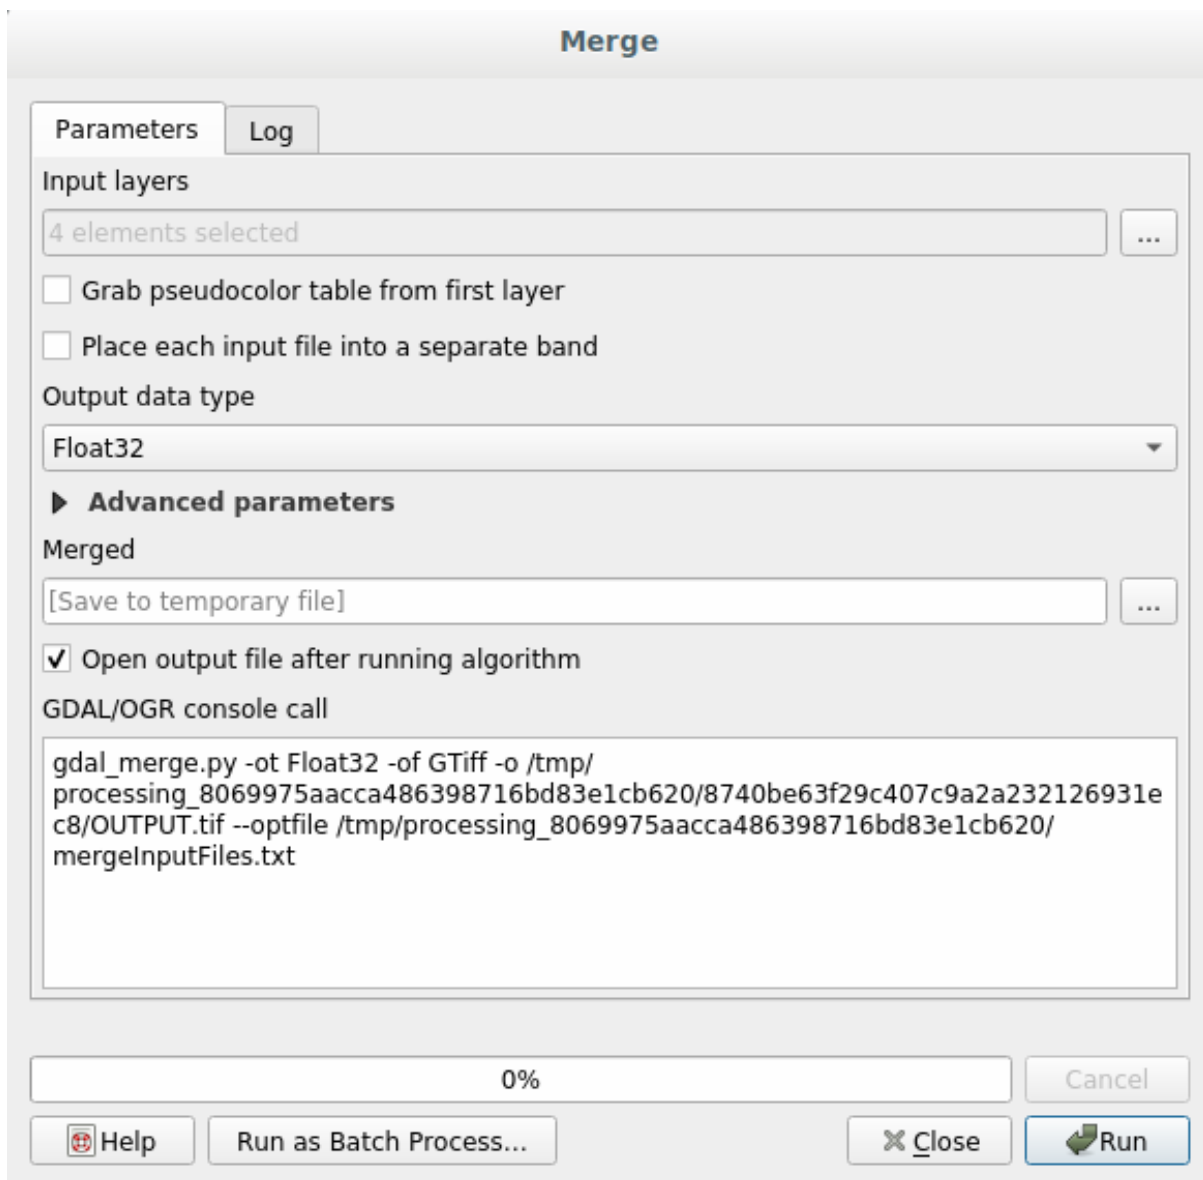 Merge
Parameters
Log
Input layers
4 elements selected
...
Grab pseudocolor table from first layer
Place each input file into a separate band
Output data type
Float32
Advanced parameters
Merged
[Save to temporary file]
...
Open output file after running algorithm
GDAL/OGR console call
gdal_merge.py -ot Float32 -of GTiff -o /tmp/
processing_8069975aacca486398716bd83e1cb620/8740be63f29c407c9a2a232126931e
c8/OUTPUT.tif --optfile /tmp/processing_8069975aacca486398716bd83e1cb620/
mergeInputFiles.txt
0%
Cancel
Help
Run as Batch Process...
Close
Run